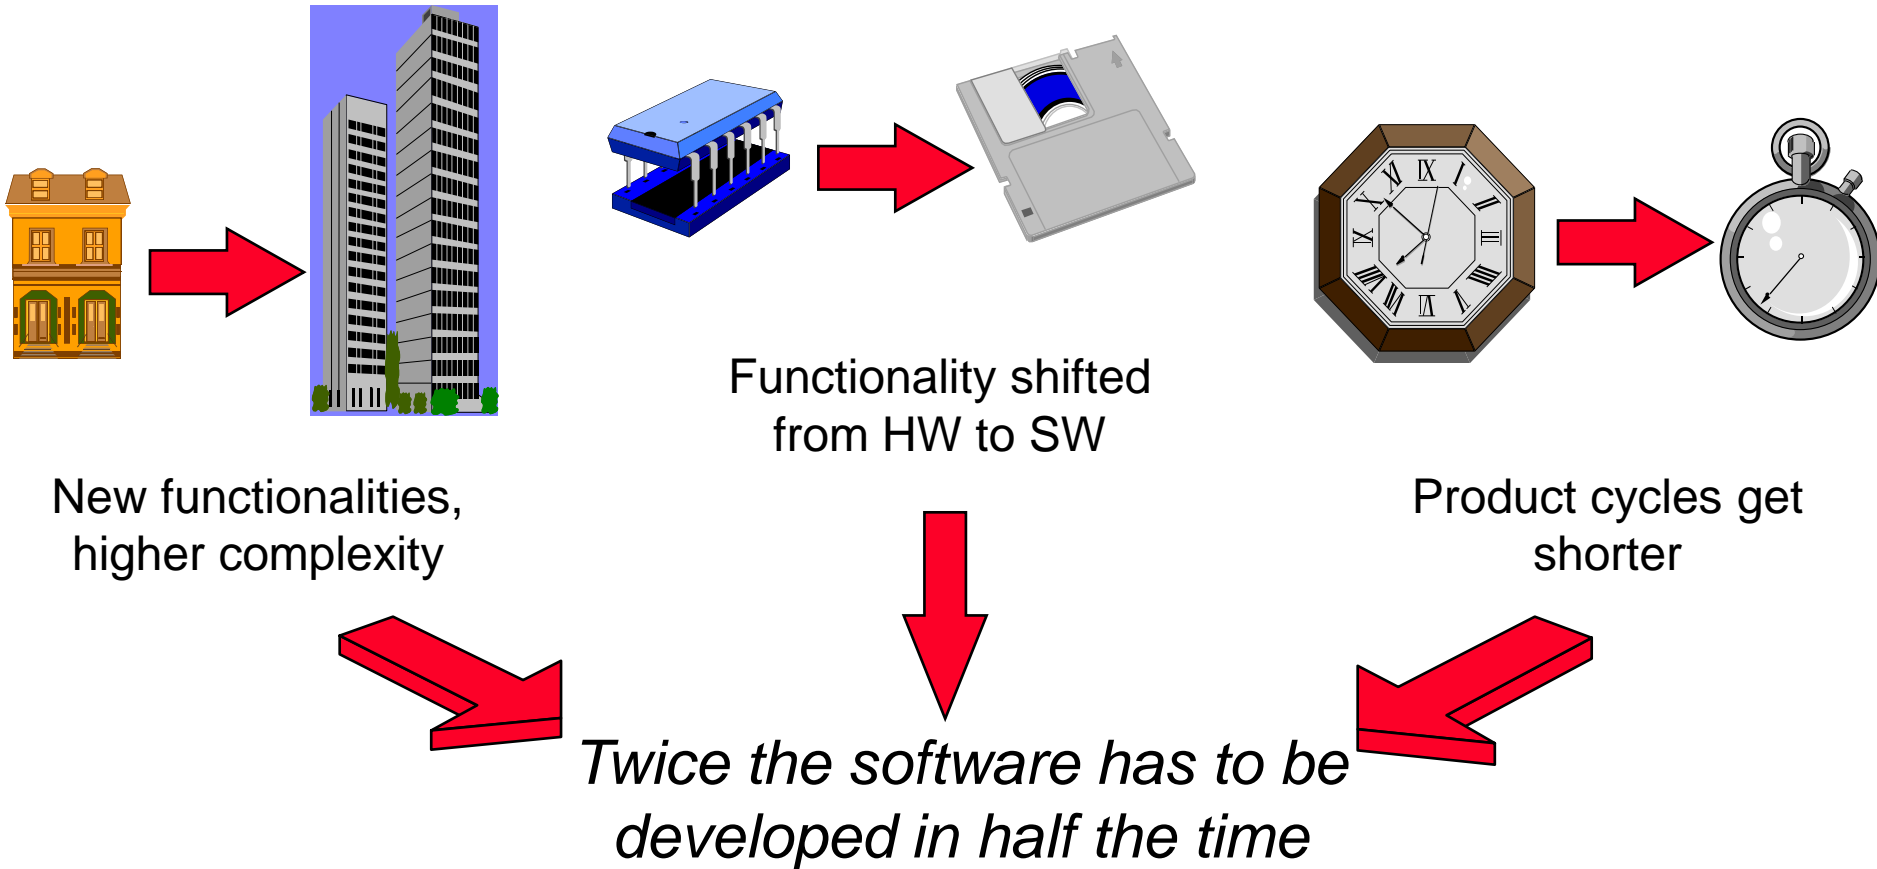 Functionality shifted
from HW to SW
New functionalities,
higher complexity
Product cycles get
shorter
Twice the software has to be
developed in half the time